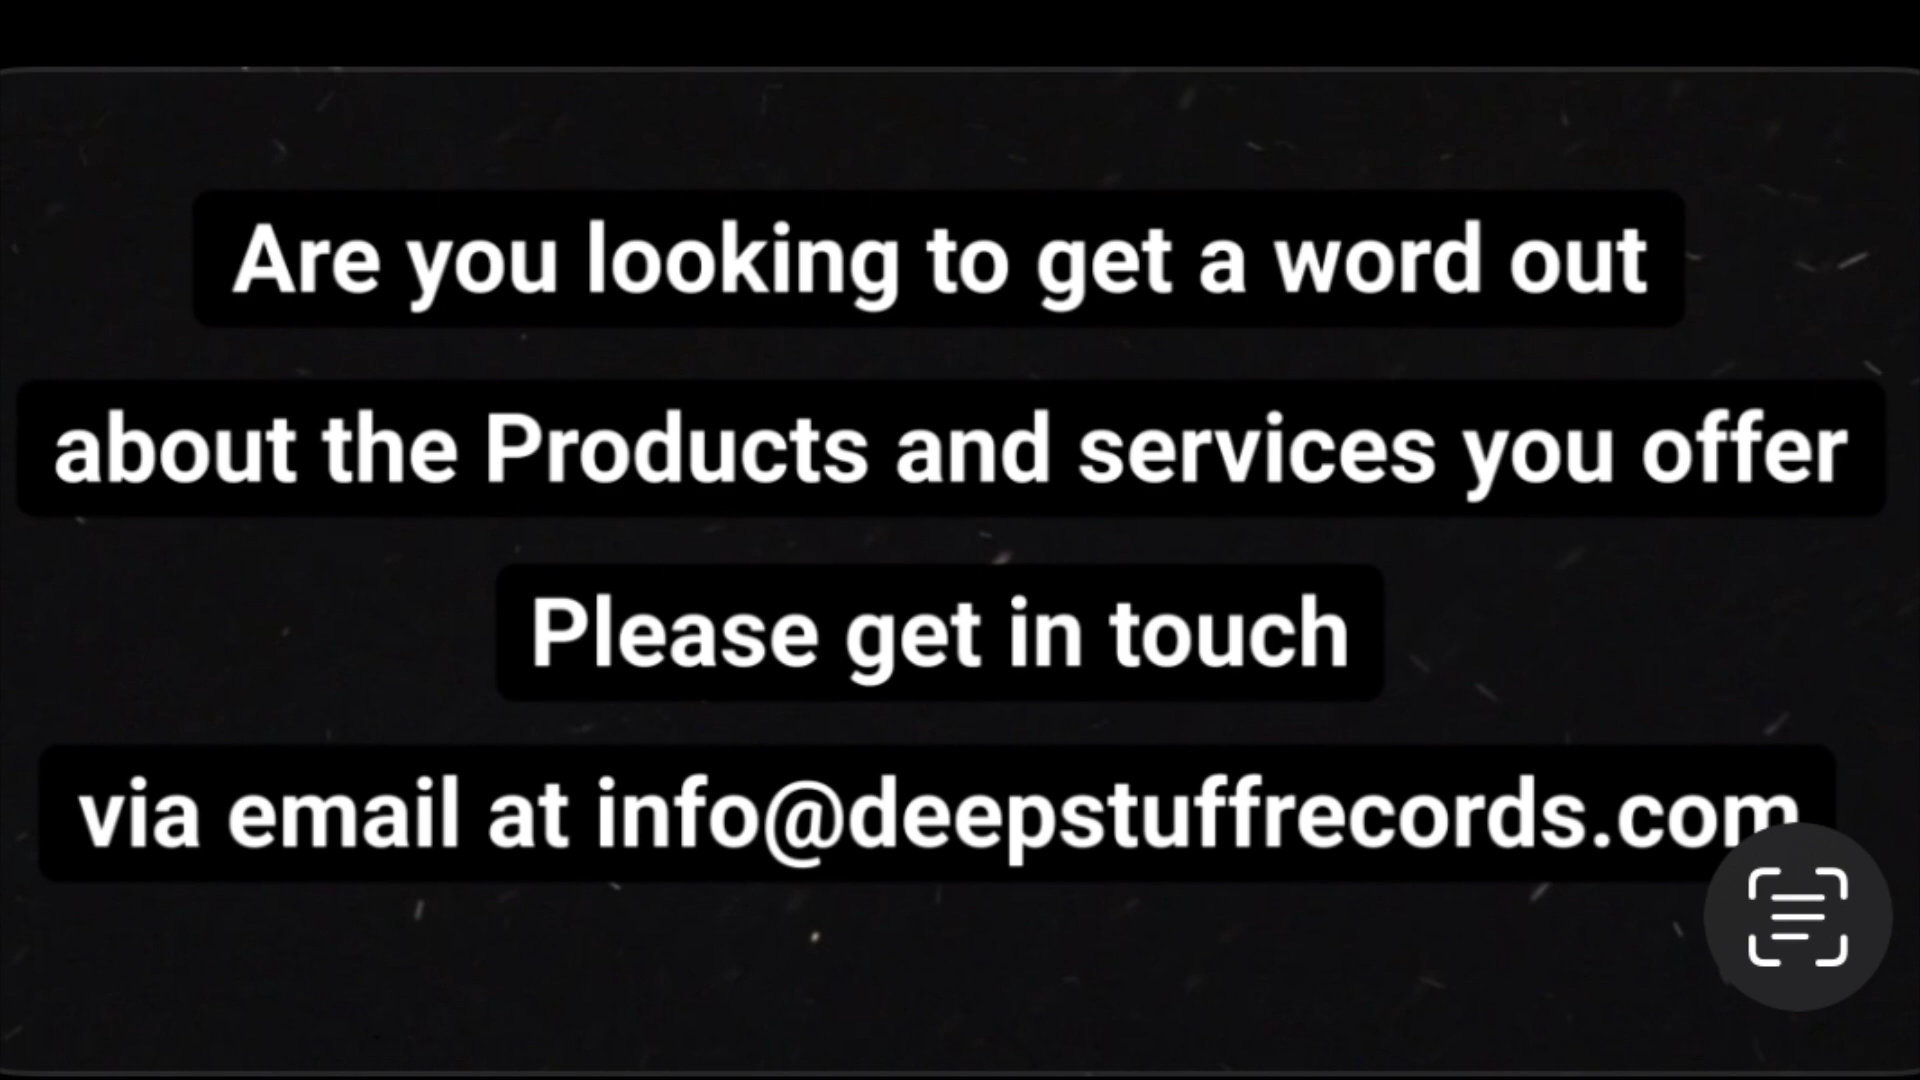 Are you looking to get a word out
about the Products and services you offer
Please get in touch
via email at info@deepstuffrecords.com